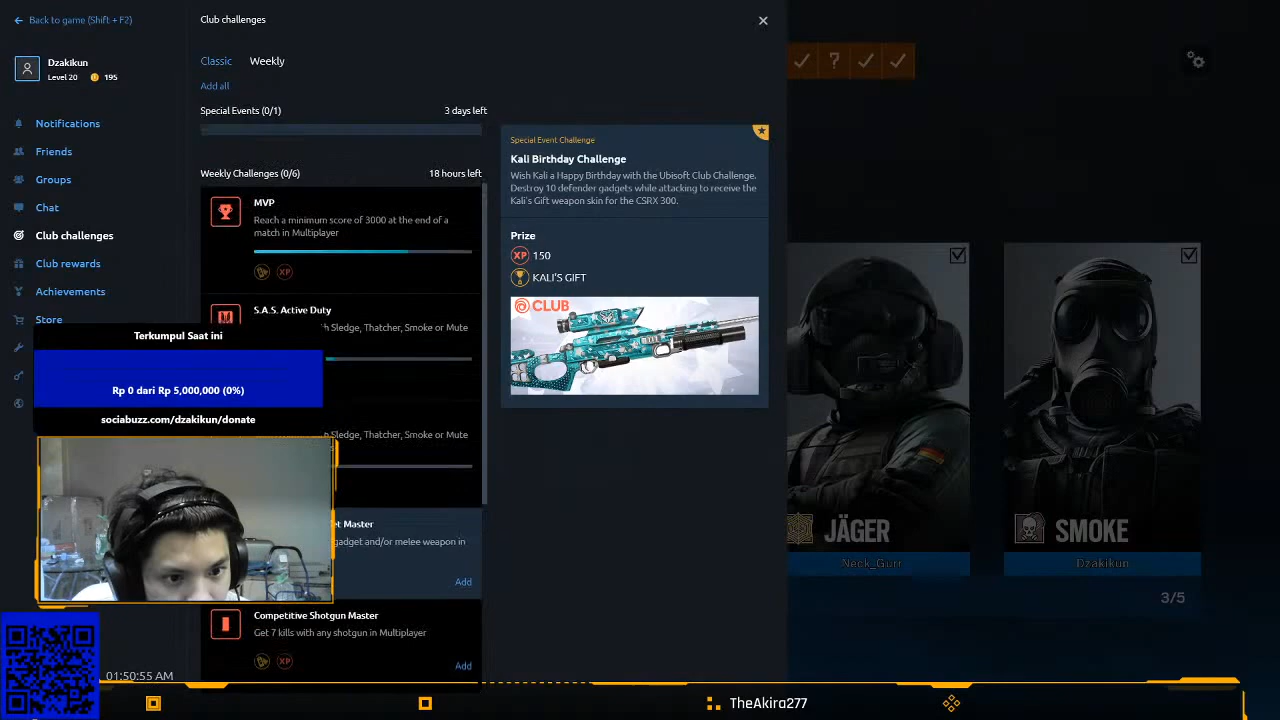 Back to game (Shift + F2)
Club challenges
Dzakikun
Level 20
195
Classic
Weekly
Add all
Special Events (0/1)
3 days left
Notifications
Friends
Groups
Chat
Club challenges
Club rewards
Achievements
Store
Weekly Challenges (0/6)
18 hours left
MVP
Reach a minimum score of 3000 at the end of a
match in Multiplayer
XP
S.A.S. Active Duty
Sledge, Thatcher, Smoke or Mute
Sledge, Thatcher, Smoke or Mute
Master
gadget and/or melee weapon in
Add
Competitive Shotgun Master
Get 7 kills with any shotgun in Multiplayer
XP
Add
Special Event Challenge
Kali Birthday Challenge
Wish Kali a Happy Birthday with the Ubisoft Club Challenge.
Destroy 10 defender gadgets while attacking to receive the
Kali's Gift weapon skin for the CSRX 300.
Prize
XP 150
KALI'S GIFT
CLUB
Terkumpul Saat ini
Rp 0 dari Rp 5,000,000 (0%)
sociabuzz.com/dzakikun/donate
?
JÄGER
Neck_Gurr
SMOKE
Dzakikun
3/5
01:50:55 AM
TheAkira277